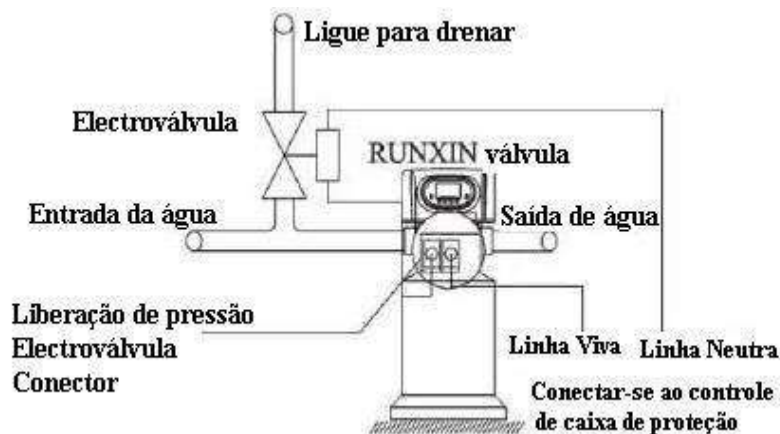 Ligue para drenar
Electroválvula
RUNXIN válvula
Entrada da água
Saída de água
Liberação de pressão
Electroválvula
Conector
Linha Viva
Linha Neutra
Conectar-se ao controle
de caixa de proteção